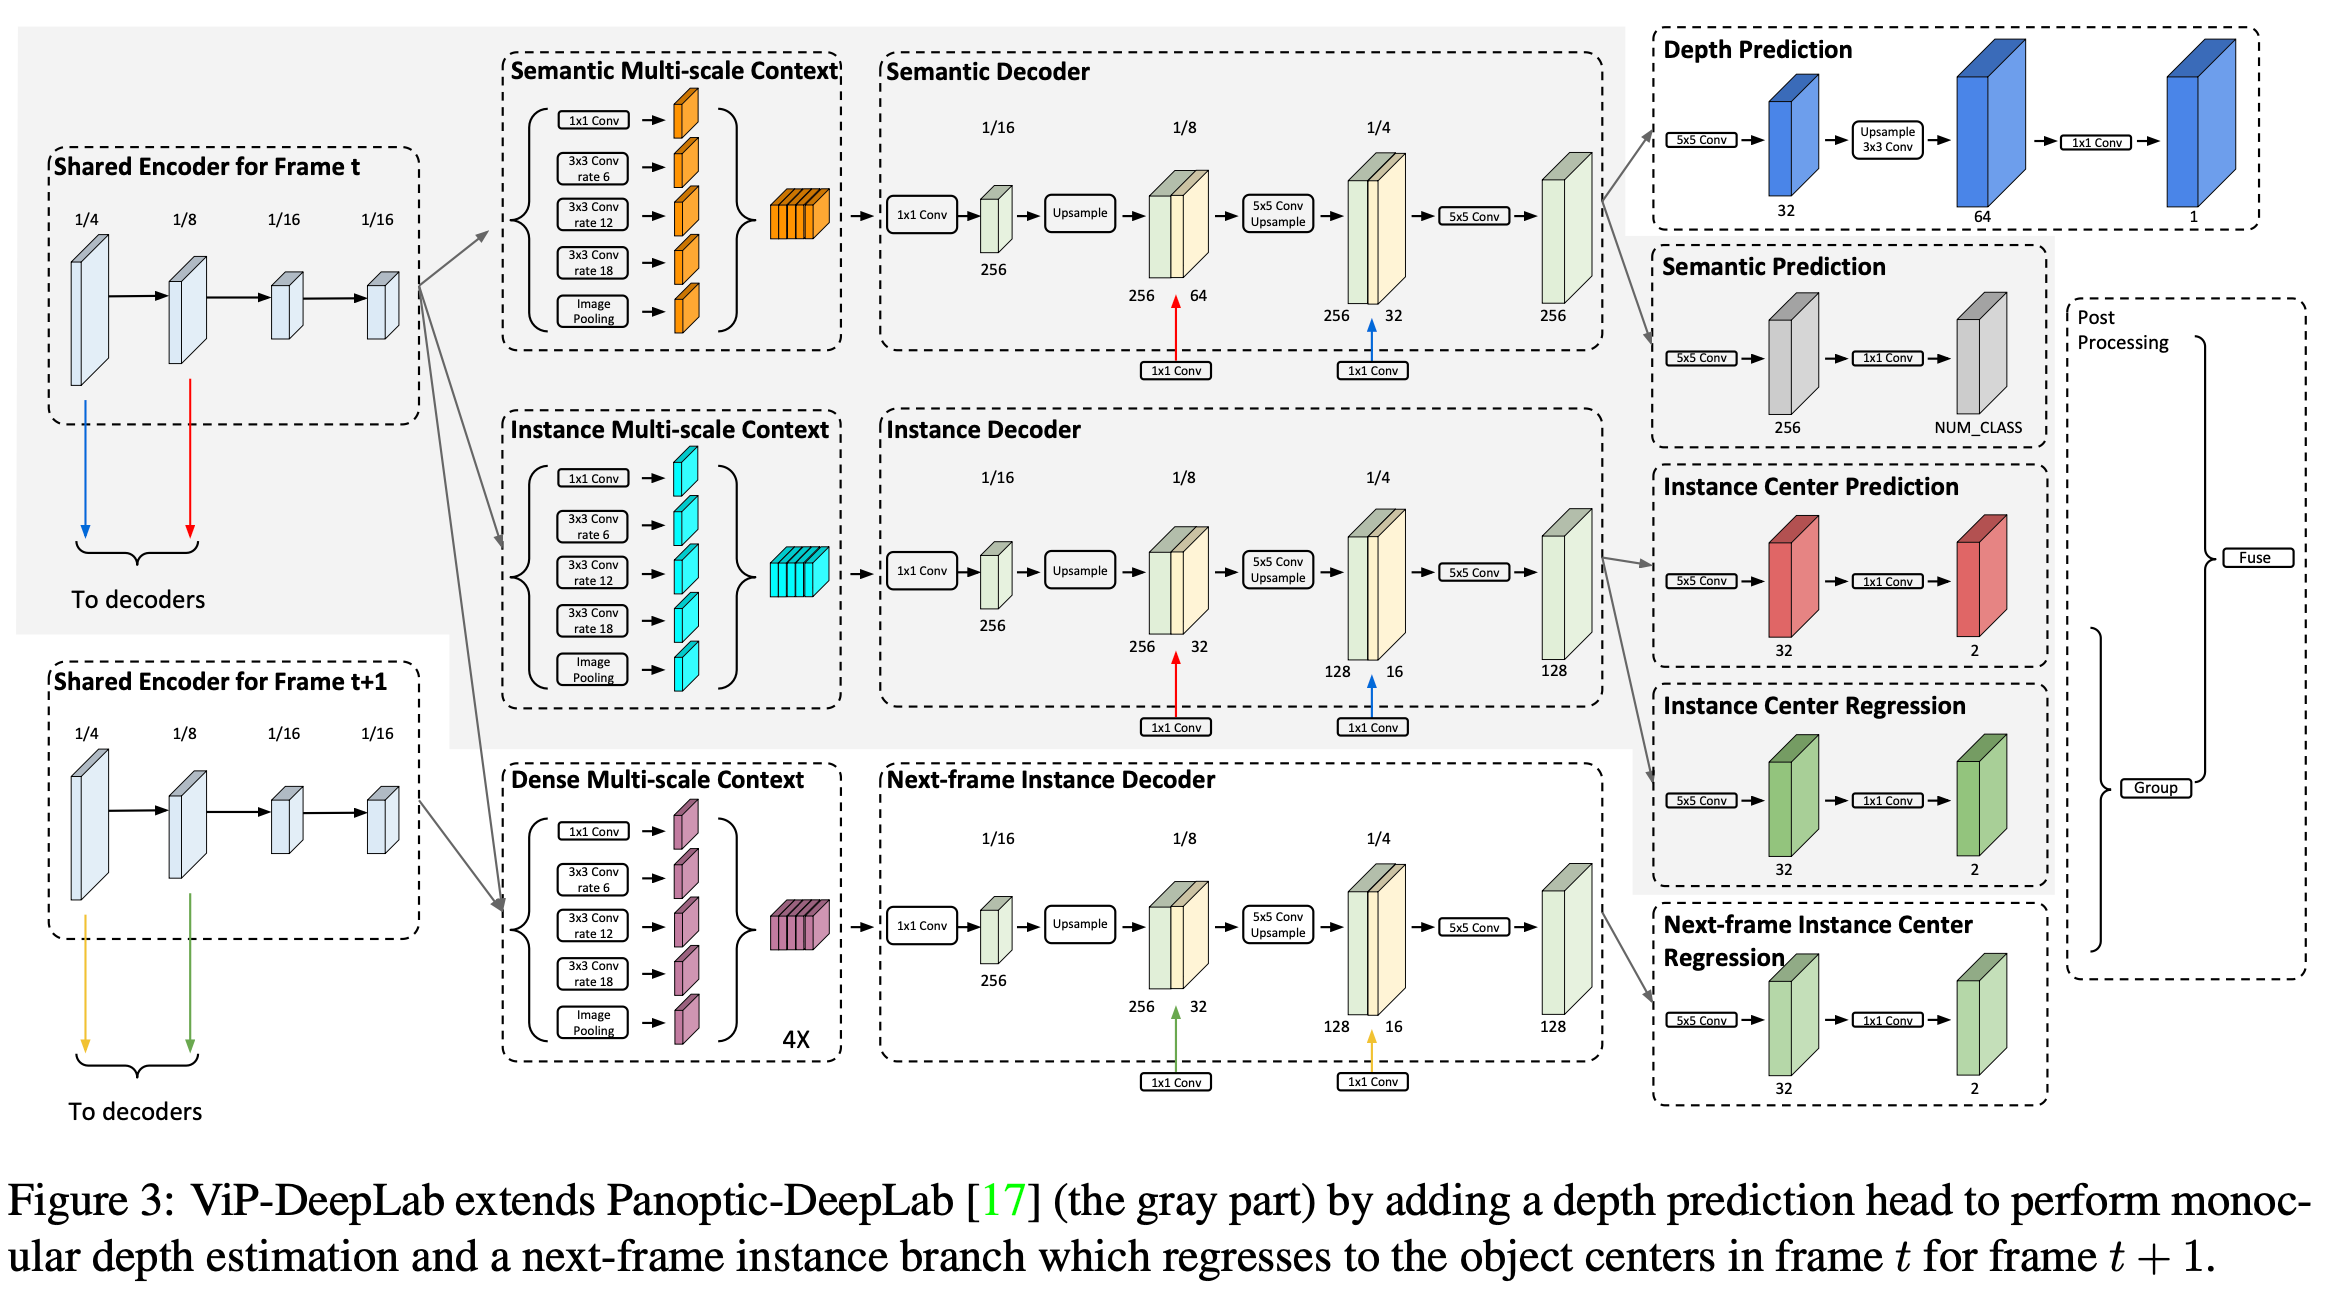 Shared Encoder for Frame t
1/4 1/8 1/16 1/16
To decoders
Shared Encoder for Frame t+1
1/4 1/8 1/16 1/16
To decoders
Semantic Multi-scale Context
1x1 Conv
3x3 Conv
rate 6
3x3 Conv
rate 12
3x3 Conv
rate 18
Image
Pooling
Semantic Decoder
1/16 1/8 1/4
1x1 Conv
Upsample
5x5 Conv
Upsample
5x5 Conv
256
256 64
256 32
256
1x1 Conv
1x1 Conv
Instance Multi-scale Context
1x1 Conv
3x3 Conv
rate 6
3x3 Conv
rate 12
3x3 Conv
rate 18
Image
Pooling
Instance Decoder
1/16 1/8 1/4
1x1 Conv
Upsample
5x5 Conv
Upsample
5x5 Conv
256
256 32
128 16
128
1x1 Conv
1x1 Conv
Dense Multi-scale Context
1x1 Conv
3x3 Conv
rate 6
3x3 Conv
rate 12
3x3 Conv
rate 18
Image
Pooling
4X
Next-frame Instance Decoder
1/16 1/8 1/4
1x1 Conv
Upsample
5x5 Conv
Upsample
5x5 Conv
256
256 32
128 16
128
1x1 Conv
1x1 Conv
Depth Prediction
5x5 Conv
Upsample
3x3 Conv
1x1 Conv
32 64 1
Semantic Prediction
5x5 Conv
1x1 Conv
256 NUM_CLASS
Instance Center Prediction
5x5 Conv
1x1 Conv
32 2
Instance Center Regression
5x5 Conv
1x1 Conv
32 2
Next-frame Instance Center
Regression
5x5 Conv
1x1 Conv
32 2
Post
Processing
Fuse
Group
Figure 3: ViP-DeepLab extends Panoptic-DeepLab [17] (the gray part) by adding a depth prediction head to perform monoc-
ular depth estimation and a next-frame instance branch which regresses to the object centers in frame t for frame t + 1.